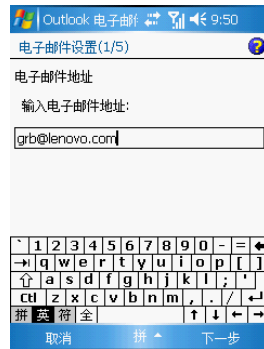 Outlook 电子邮件 9:50
电子邮件设置(1/5) ?
电子邮件地址
输入电子邮件地址:
grb@lenovo.com
` 1 2 3 4 5 6 7 8 9 0 - =
q w e r t y u i o p [ ]
a s d f g h j k l ; '
Ctl z x c v b n m , . /
拼 英 符 全
取消 拼 下一步